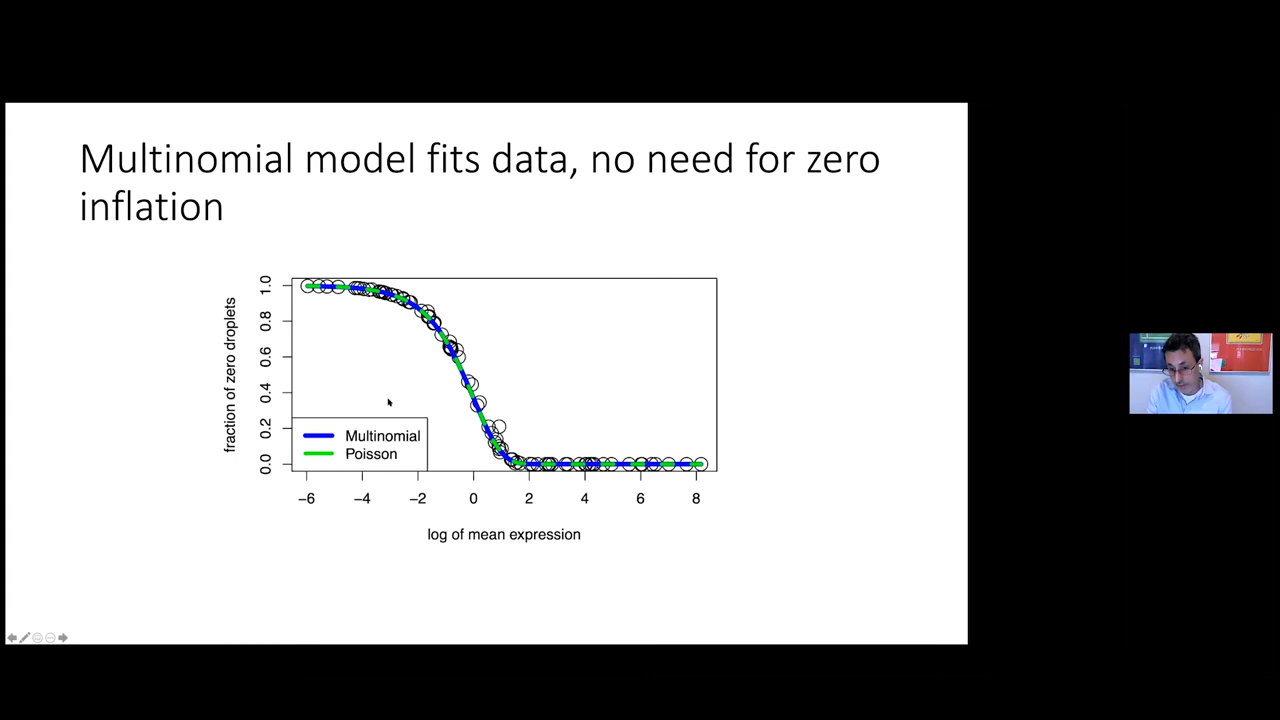 Multinomial model fits data, no need for zero
inflation
fraction of zero droplets
1.0
0.8
0.6
0.4
0.2
0.0
Multinomial
Poisson
−6 −4 −2 0 2 4 6 8
log of mean expression